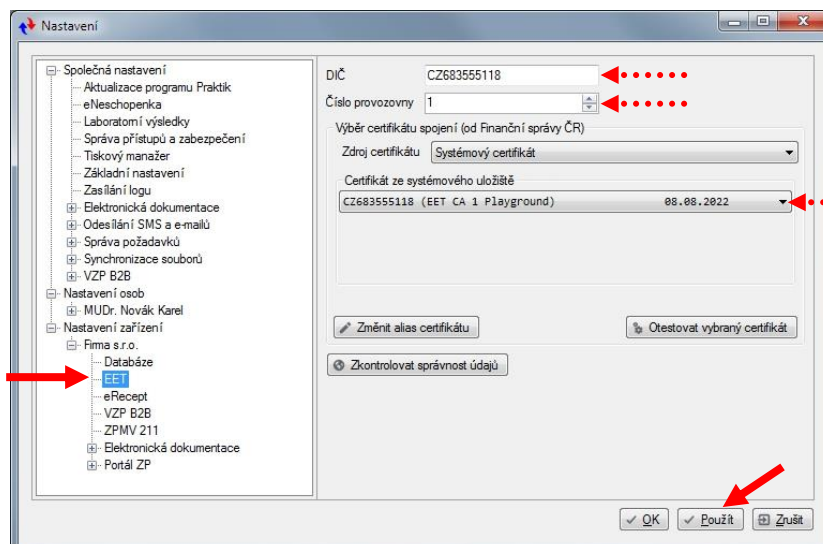 Nastavení
Společná nastavení
Aktualizace programu Praktik
eNeschopenka
Laboratorní výsledky
Správa přístupů a zabezpečení
Tiskový manažer
Základní nastavení
Zasílání logu
Elektronická dokumentace
Odesílání SMS a e-mailů
Správa požadavků
Synchronizace souborů
VZP B2B
Nastavení osob
MUDr. Novák Karel
Nastavení zařízení
Firma s.r.o.
Databáze
EET
eRecept
VZP B2B
ZPMV 211
Elektronická dokumentace
Portál ZP
DIČ CZ683555118
Číslo provozovny 1
Výběr certifikátu spojení (od Finanční správy ČR)
Zdroj certifikátu Systémový certifikát
Certifikát ze systémového uložiště
CZ683555118 (EET CA 1 Playground) 08.08.2022
Změnit alias certifikátu Otestovat vybraný certifikát
Zkontrolovat správnost údajů
OK Použít Zrušit